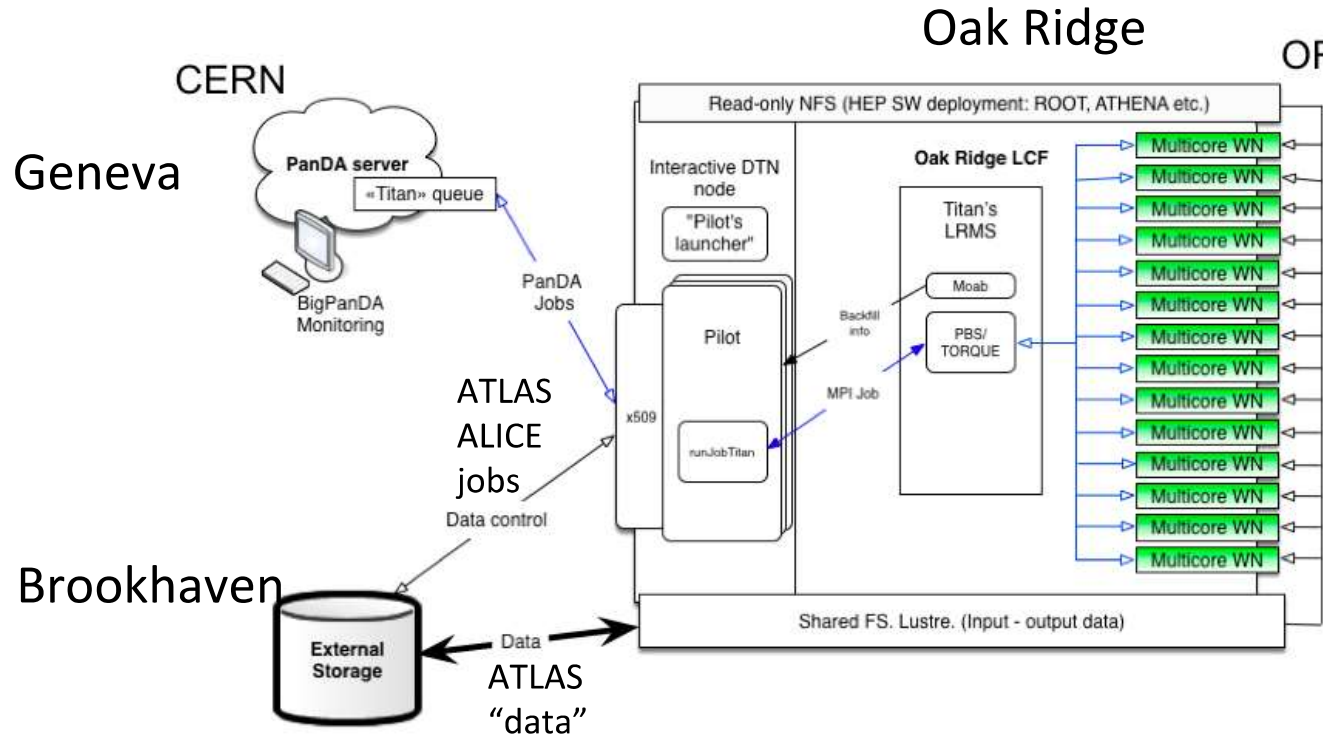 Oak Ridge
OR
CERN
Geneva
PanDA server
«Titan» queue
BigPanDA
Monitoring
PanDA
Jobs
ATLAS
ALICE
jobs
Data control
Brookhaven
External
Storage
Data
ATLAS
“data”
Read-only NFS (HEP SW deployment: ROOT, ATHENA etc.)
Interactive DTN
node
"Pilot's
launcher"
x509
Pilot
runJobTitan
Backfill
info
MPI Job
Oak Ridge LCF
Titan's
LRMS
Moab
PBS/
TORQUE
Multicore WN
Multicore WN
Multicore WN
Multicore WN
Multicore WN
Multicore WN
Multicore WN
Multicore WN
Multicore WN
Multicore WN
Multicore WN
Multicore WN
Multicore WN
Multicore WN
Shared FS. Lustre. (Input - output data)